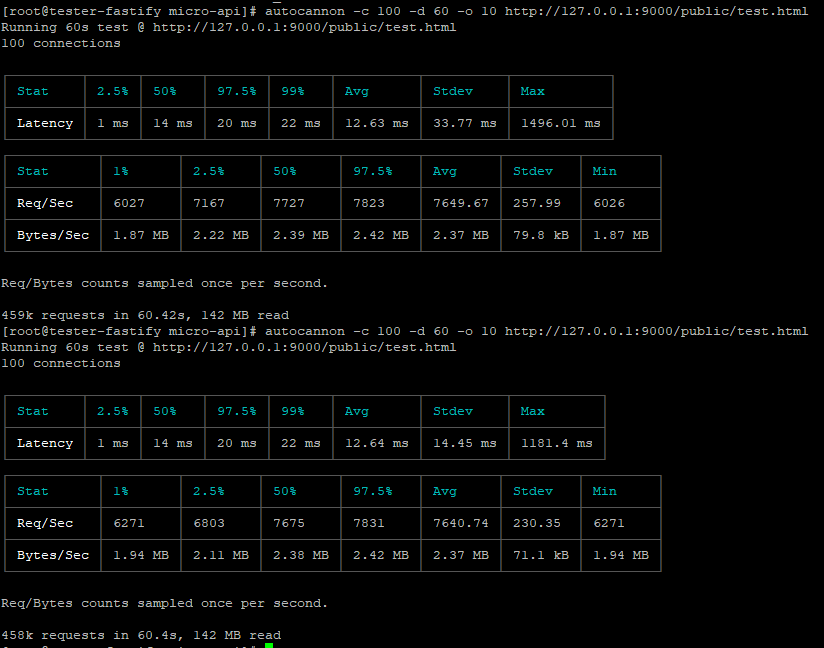 [root@tester-fastify micro-api]# autocannon -c 100 -d 60 -o 10 http://127.0.0.1:9000/public/test.html
Running 60s test @ http://127.0.0.1:9000/public/test.html
100 connections
Stat 2.5% 50% 97.5% 99% Avg Stdev Max
Latency 1 ms 14 ms 20 ms 22 ms 12.63 ms 33.77 ms 1496.01 ms
Stat 1% 2.5% 50% 97.5% Avg Stdev Min
Req/Sec 6027 7167 7727 7823 7649.67 257.99 6026
Bytes/Sec 1.87 MB 2.22 MB 2.39 MB 2.42 MB 2.37 MB 79.8 kB 1.87 MB
Req/Bytes counts sampled once per second.
459k requests in 60.42s, 142 MB read
[root@tester-fastify micro-api]# autocannon -c 100 -d 60 -o 10 http://127.0.0.1:9000/public/test.html
Running 60s test @ http://127.0.0.1:9000/public/test.html
100 connections
Stat 2.5% 50% 97.5% 99% Avg Stdev Max
Latency 1 ms 14 ms 20 ms 22 ms 12.64 ms 14.45 ms 1181.4 ms
Stat 1% 2.5% 50% 97.5% Avg Stdev Min
Req/Sec 6271 6803 7675 7831 7640.74 230.35 6271
Bytes/Sec 1.94 MB 2.11 MB 2.38 MB 2.42 MB 2.37 MB 71.1 kB 1.94 MB
Req/Bytes counts sampled once per second.
458k requests in 60.4s, 142 MB read